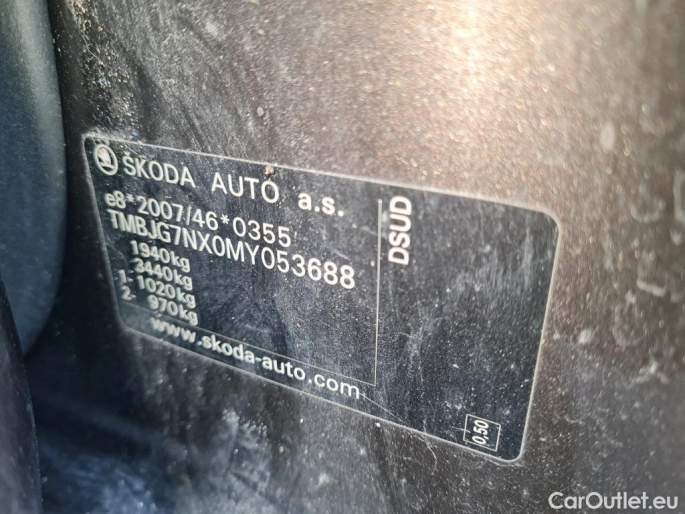 ŠKODA AUTO a.s.
e8*2007/46*0355
TMBJG7NX0MY053688
1940kg
3440kg
1- 1020kg
2- 970kg
www.skoda-auto.com
DSUD
0,50
CarOutlet.eu